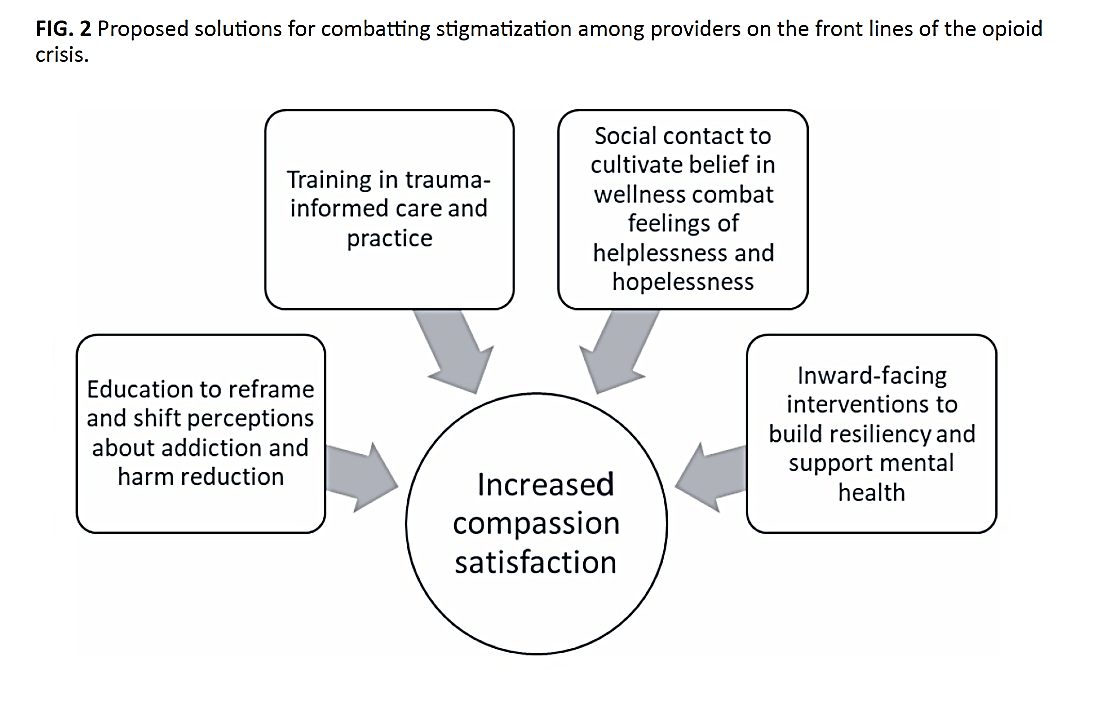 FIG. 2 Proposed solutions for combatting stigmatization among providers on the front lines of the opioid
crisis.
Training in trauma-
informed care and
practice
Social contact to
cultivate belief in
wellness combat
feelings of
helplessness and
hopelessness
Education to reframe
and shift perceptions
about addiction and
harm reduction
Inward-facing
interventions to
build resiliency and
support mental
health
Increased
compassion
satisfaction